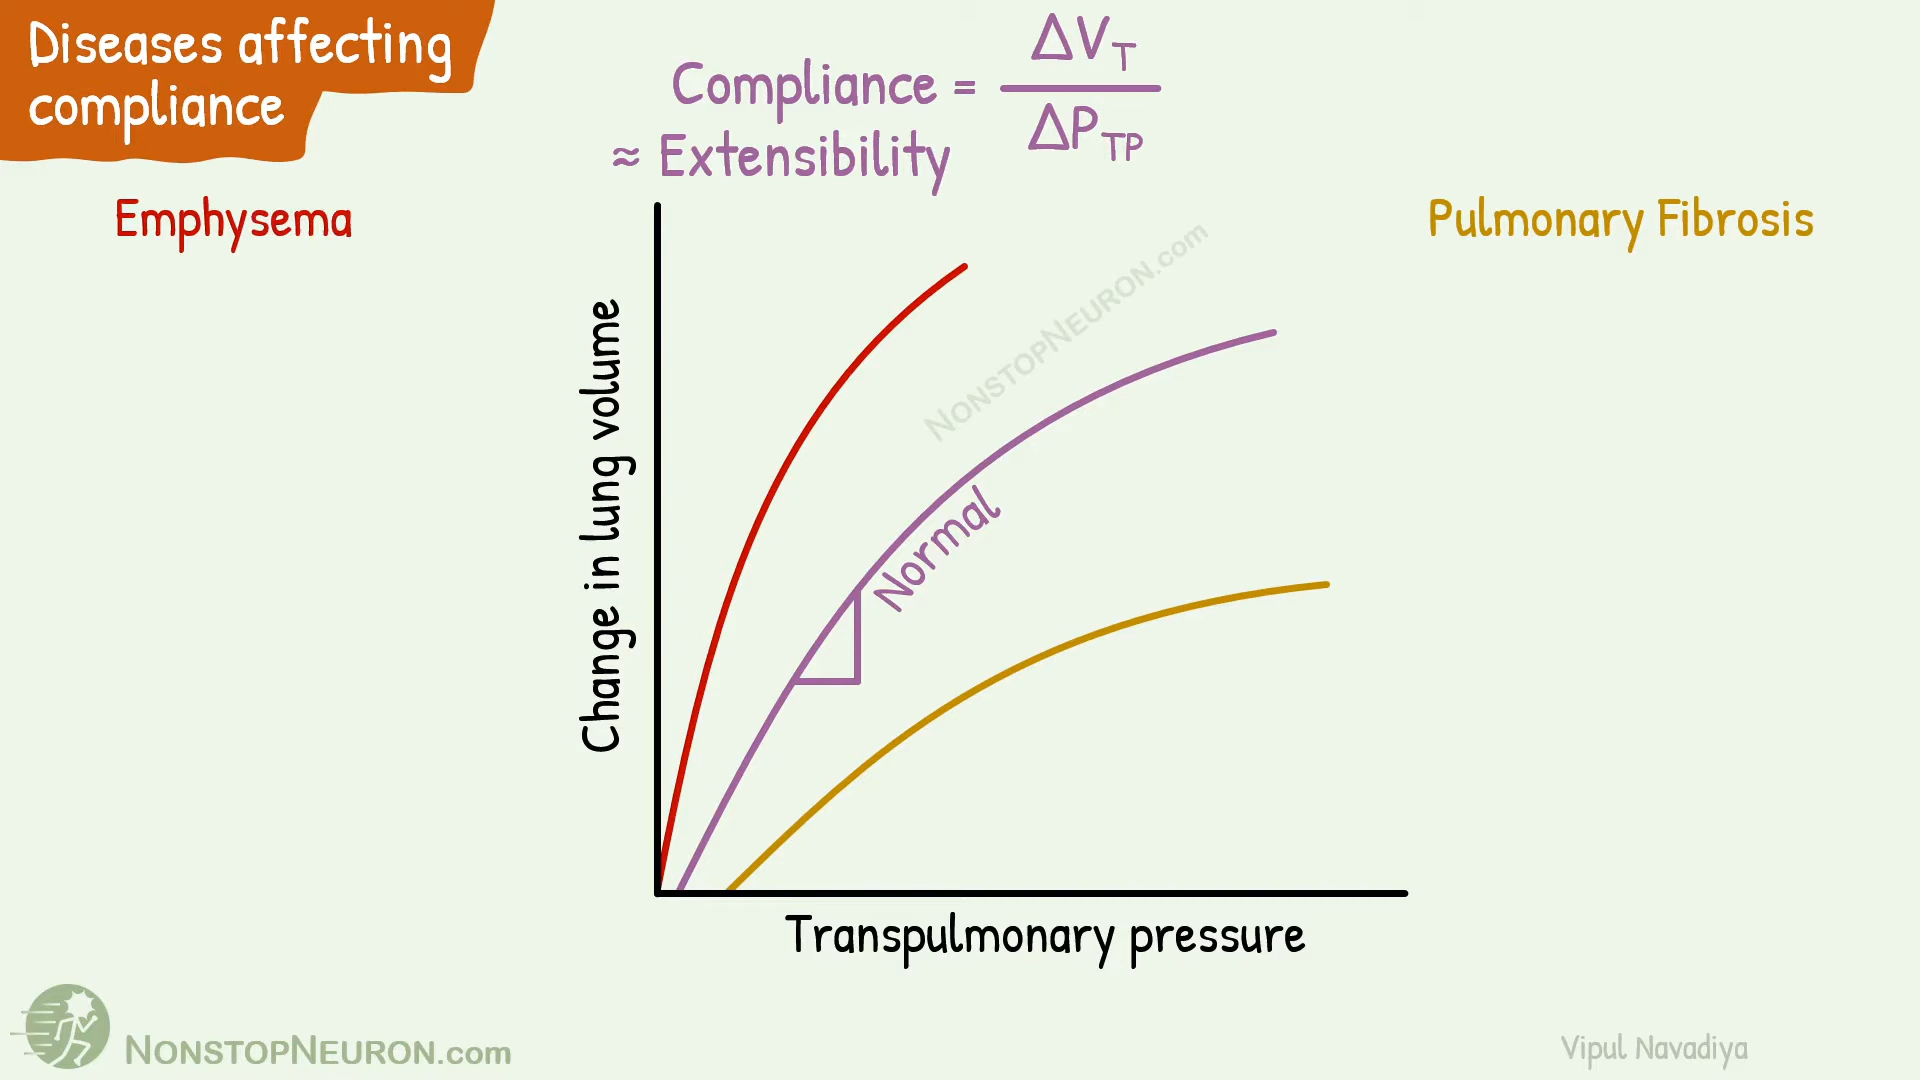 Diseases affecting
compliance
Compliance = ΔV_T / ΔP_TP
≈ Extensibility
Emphysema
Pulmonary Fibrosis
NonstopNeuron.com
Change in lung volume
Normal
Transpulmonary pressure
NonstopNeuron.com
Vipul Navadiya